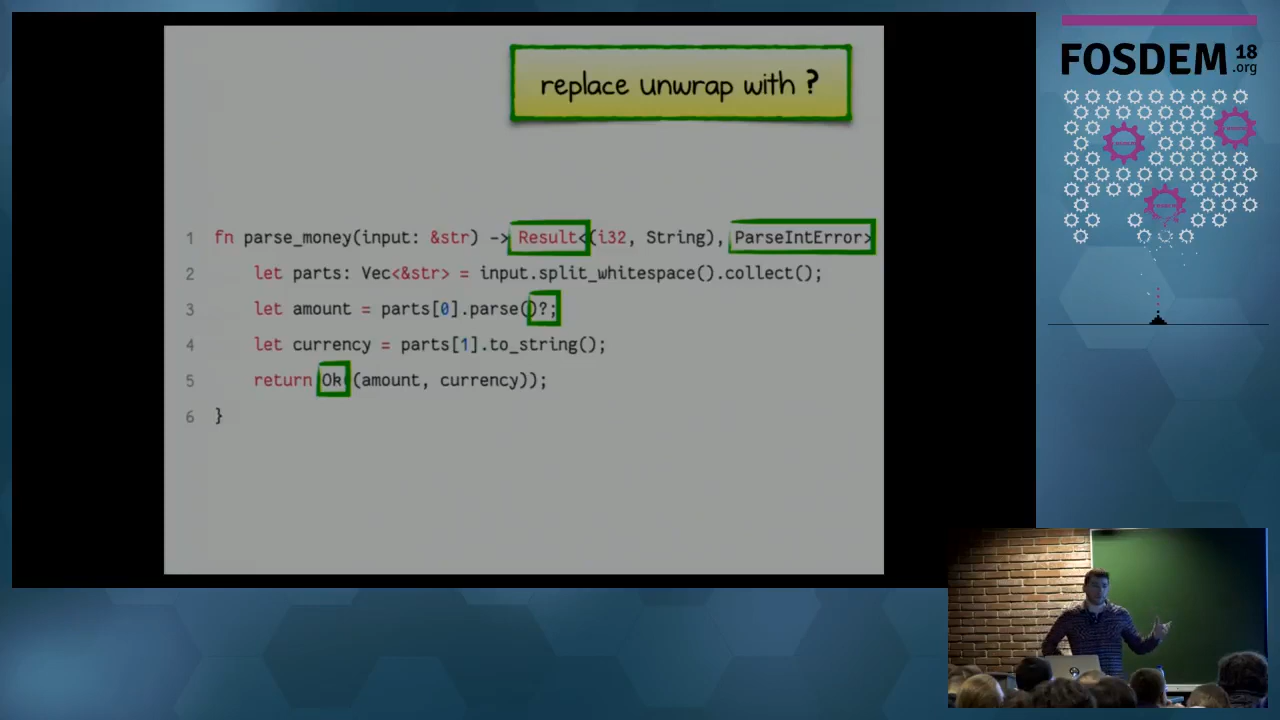 replace unwrap with ?
1 fn parse_money(input: &str) -> Result<(i32, String), ParseIntError>
2 let parts: Vec<&str> = input.split_whitespace().collect();
3 let amount = parts[0].parse()?;
4 let currency = parts[1].to_string();
5 return Ok((amount, currency));
6 }
FOSDEM 18
.org